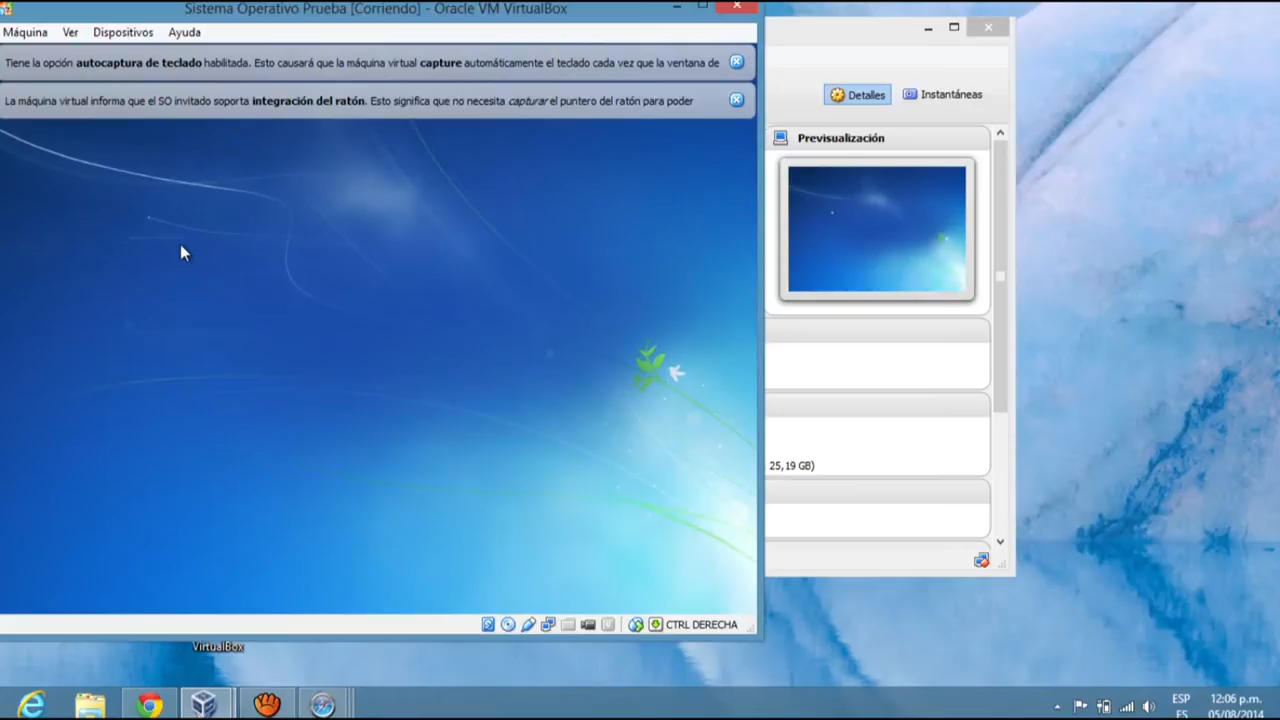 Sistema Operativo Prueba [Corriendo] - Oracle VM VirtualBox
Máquina Ver Dispositivos Ayuda
Tiene la opción autocaptura de teclado habilitada. Esto causará que la máquina virtual capture automáticamente el teclado cada vez que la ventana de
La máquina virtual informa que el SO invitado soporta integración del ratón. Esto significa que no necesita capturar el puntero del ratón para poder
Detalles Instantáneas
Previsualización
25,19 GB)
CTRL DERECHA
VirtualBox
ESP
ES
12:06 p.m.
05/08/2014